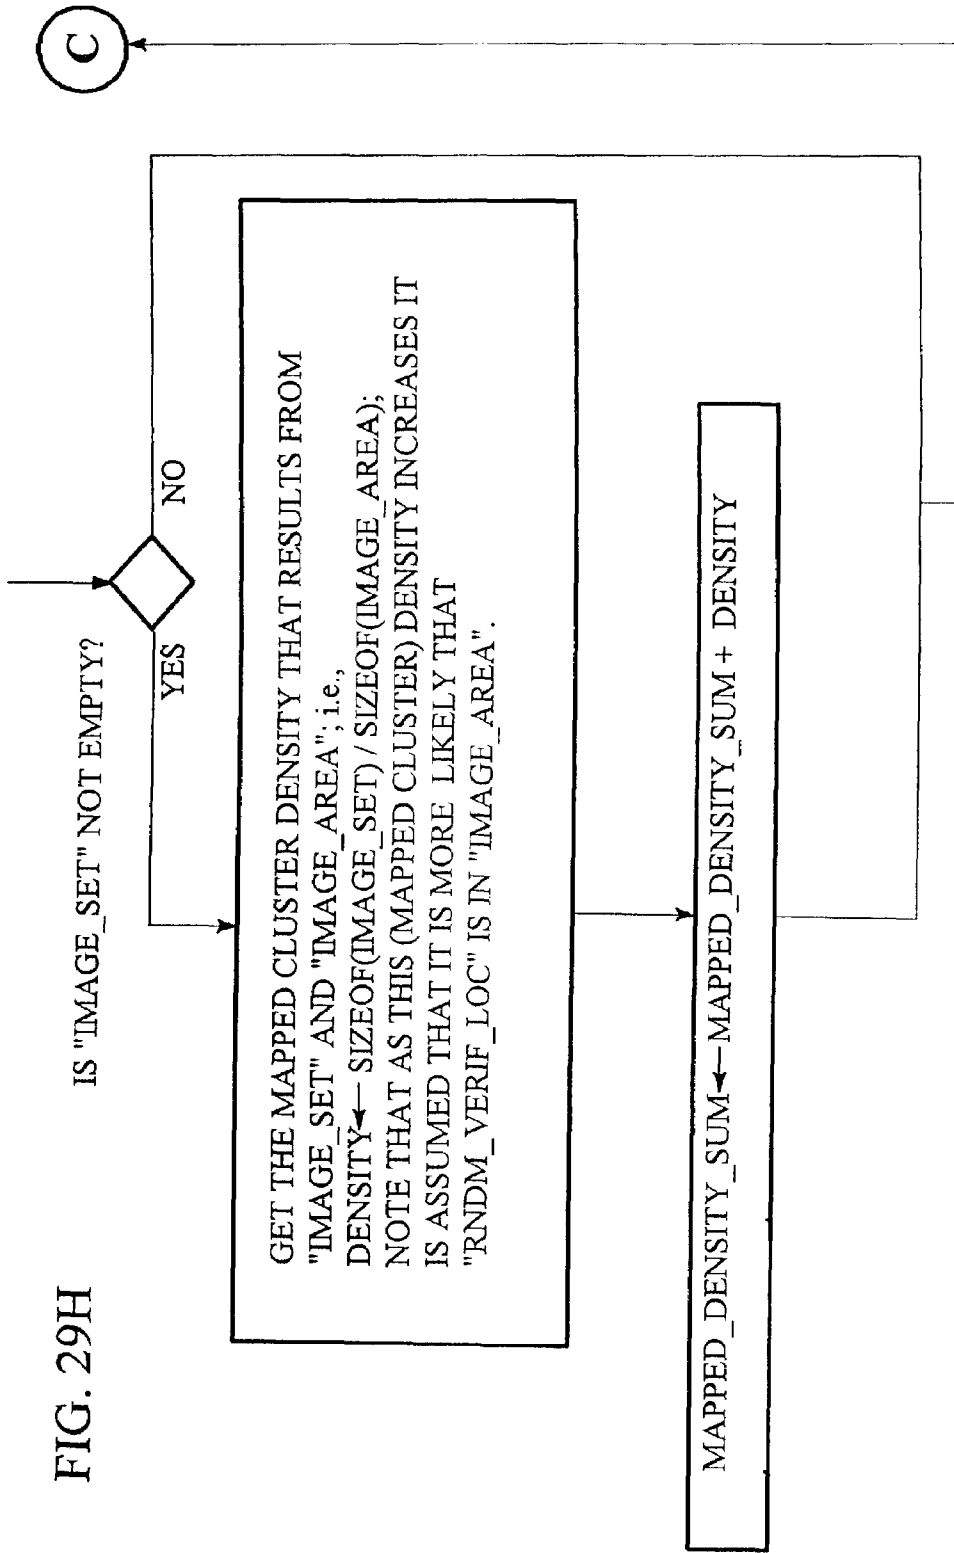 FIG. 29H
C
IS "IMAGE_SET" NOT EMPTY?
YES
NO
GET THE MAPPED CLUSTER DENSITY THAT RESULTS FROM
"IMAGE_SET" AND "IMAGE_AREA"; i.e.,
DENSITY← SIZEOF(IMAGE_SET) / SIZEOF(IMAGE_AREA);
NOTE THAT AS THIS (MAPPED CLUSTER) DENSITY INCREASES IT
IS ASSUMED THAT IT IS MORE LIKELY THAT
"RNDM_VERIF_LOC" IS IN "IMAGE_AREA".
MAPPED_DENSITY_SUM←MAPPED_DENSITY_SUM + DENSITY